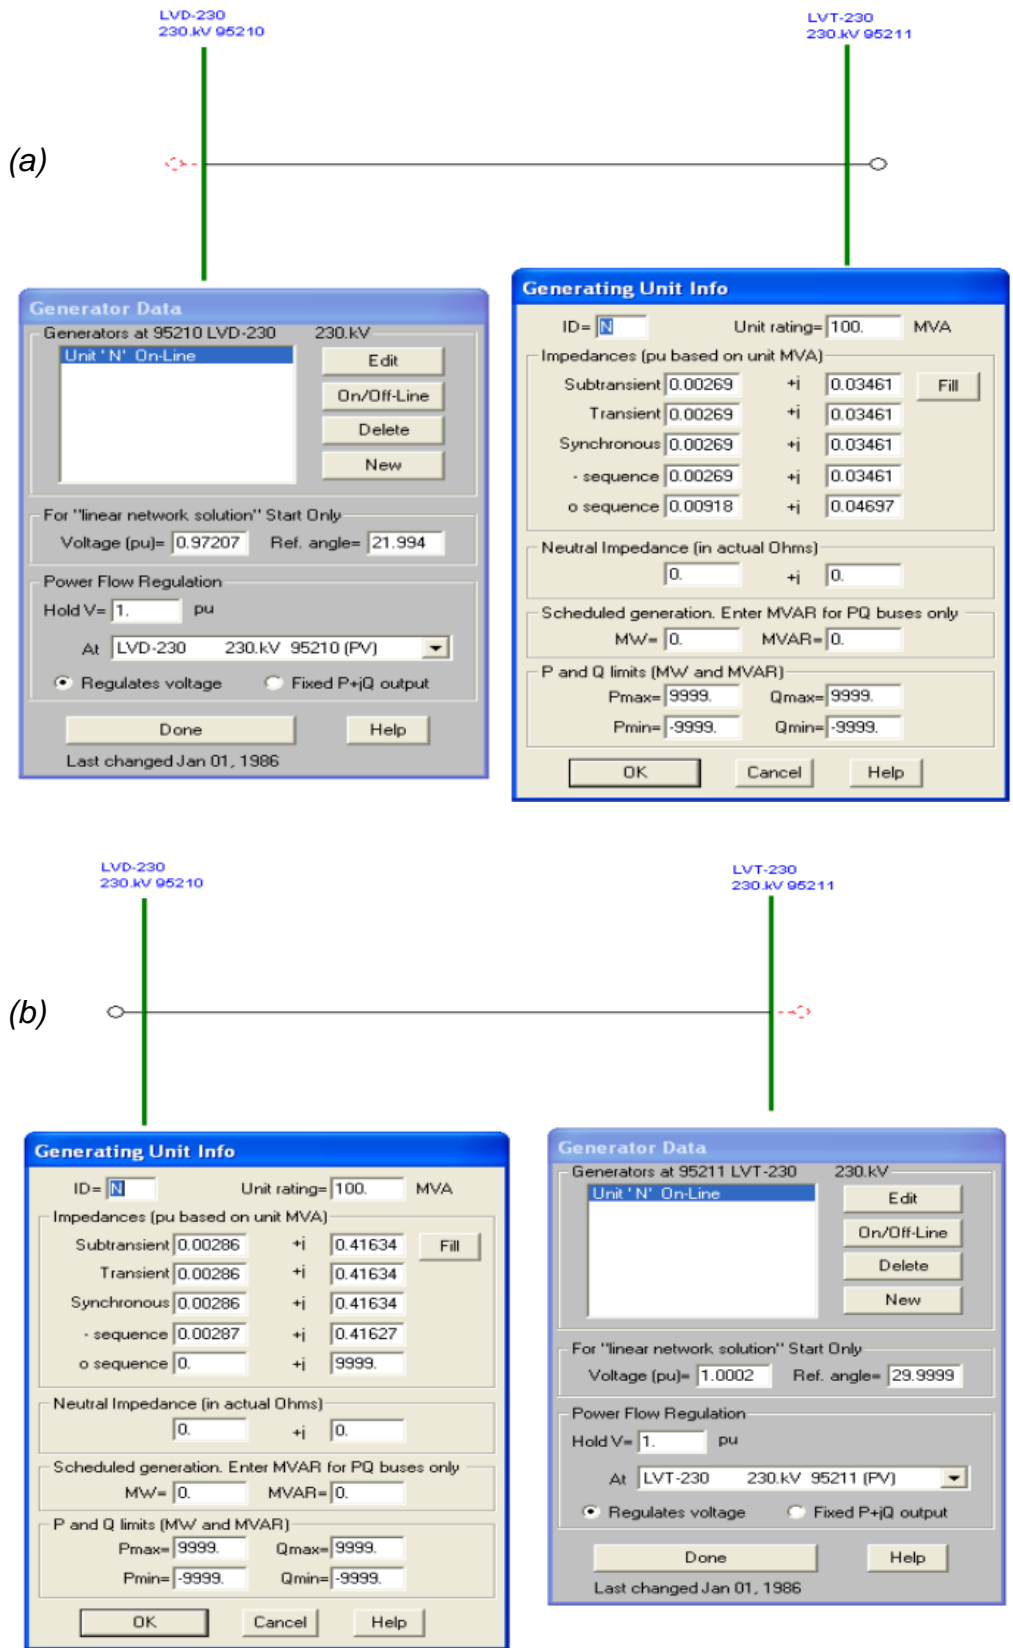 LVD-230
230.kV 95210
LVT-230
230.kV 95211
(a)
Generator Data
Generators at 95210 LVD-230 230.kV
Unit 'N' On-Line
Edit
On/Off-Line
Delete
New
For "linear network solution" Start Only
Voltage (pu)= 0.97207 Ref. angle= 21.994
Power Flow Regulation
Hold V= 1. pu
At LVD-230 230.kV 95210 (PV)
Regulates voltage Fixed P+jQ output
Done Help
Last changed Jan 01, 1986
Generating Unit Info
ID= N Unit rating= 100. MVA
Impedances (pu based on unit MVA)
Subtransient 0.00269 +j 0.03461 Fill
Transient 0.00269 +j 0.03461
Synchronous 0.00269 +j 0.03461
- sequence 0.00269 +j 0.03461
o sequence 0.00918 +j 0.04697
Neutral Impedance (in actual Ohms)
0. +j 0.
Scheduled generation. Enter MVAR for PQ buses only
MW= 0. MVAR= 0.
P and Q limits (MW and MVAR)
Pmax= 9999. Qmax= 9999.
Pmin= -9999. Qmin= -9999.
OK Cancel Help
LVD-230
230.kV 95210
LVT-230
230.kV 95211
(b)
Generating Unit Info
ID= N Unit rating= 100. MVA
Impedances (pu based on unit MVA)
Subtransient 0.00286 +j 0.41634 Fill
Transient 0.00286 +j 0.41634
Synchronous 0.00286 +j 0.41634
- sequence 0.00287 +j 0.41627
o sequence 0. +j 9999.
Neutral Impedance (in actual Ohms)
0. +j 0.
Scheduled generation. Enter MVAR for PQ buses only
MW= 0. MVAR= 0.
P and Q limits (MW and MVAR)
Pmax= 9999. Qmax= 9999.
Pmin= -9999. Qmin= -9999.
OK Cancel Help
Generator Data
Generators at 95211 LVT-230 230.kV
Unit 'N' On-Line
Edit
On/Off-Line
Delete
New
For "linear network solution" Start Only
Voltage (pu)= 1.0002 Ref. angle= 29.9999
Power Flow Regulation
Hold V= 1. pu
At LVT-230 230.kV 95211 (PV)
Regulates voltage Fixed P+jQ output
Done Help
Last changed Jan 01, 1986